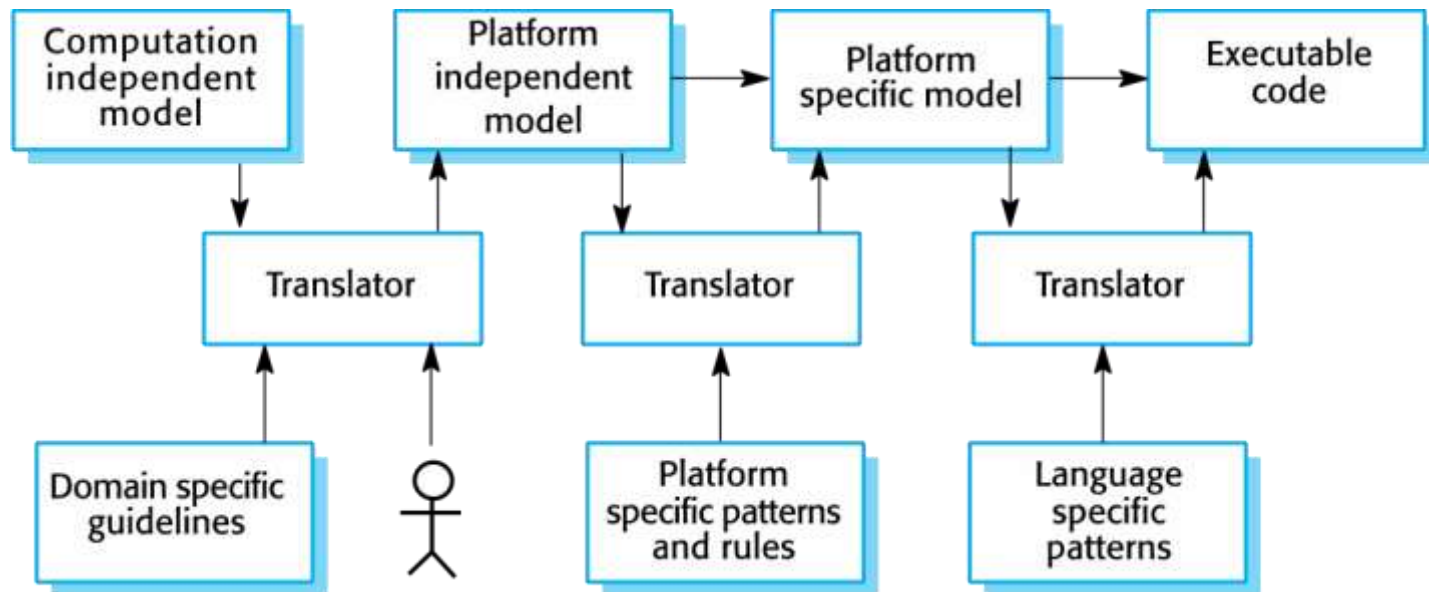 Computation
independent
model
Platform
independent
model
Platform
specific model
Executable
code
Translator
Translator
Translator
Domain specific
guidelines
Platform
specific patterns
and rules
Language
specific
patterns